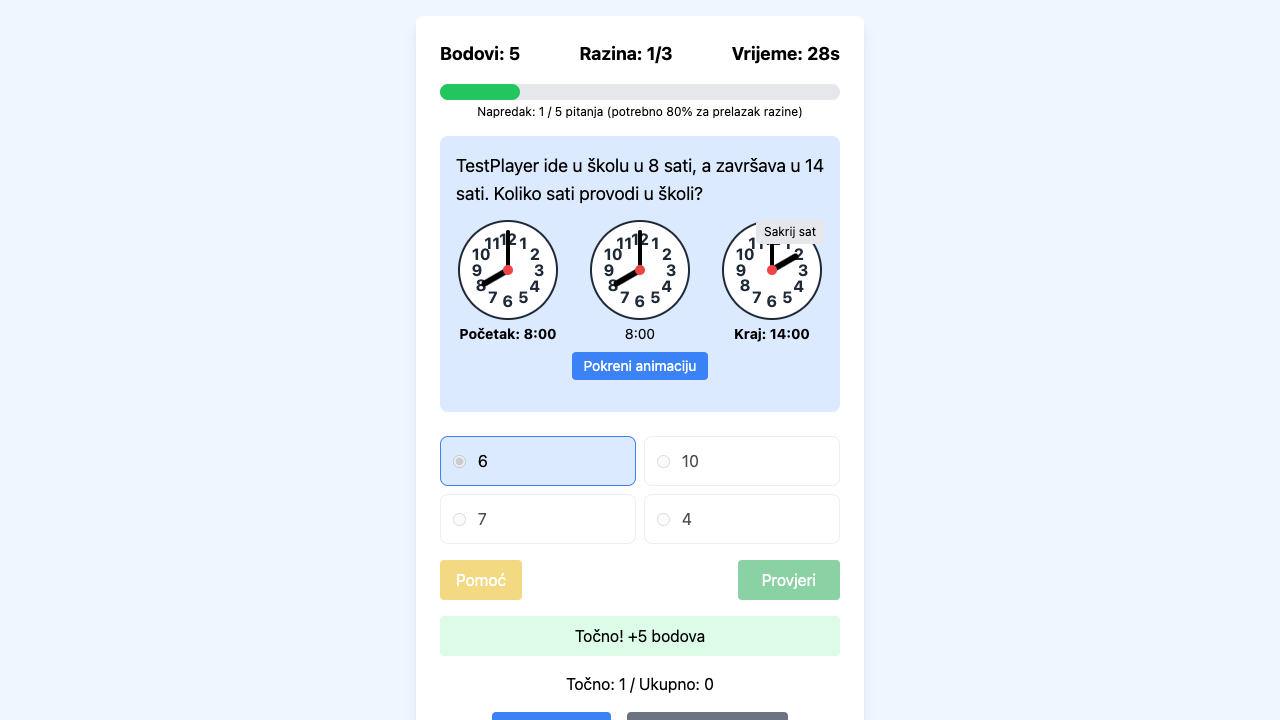 Bodovi: 5 Razina: 1/3 Vrijeme: 28s
Napredak: 1 / 5 pitanja (potrebno 80% za prelazak razine)
TestPlayer ide u školu u 8 sati, a završava u 14
sati. Koliko sati provodi u školi?
12 1 2 3 4 5 6 7 8 9 10 11
12 1 2 3 4 5 6 7 8 9 10 11
Sakrij sat
1 2 3 4 5 6 7 8 9 10 11
Početak: 8:00 8:00 Kraj: 14:00
Pokreni animaciju
6 10
7 4
Pomoć Provjeri
Točno! +5 bodova
Točno: 1 / Ukupno: 0